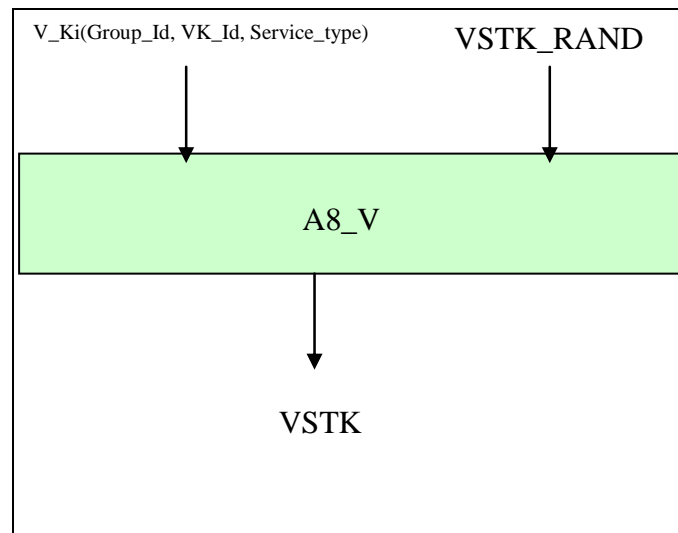 V_Ki(Group_Id, VK_Id, Service_type)
VSTK_RAND
A8_V
VSTK